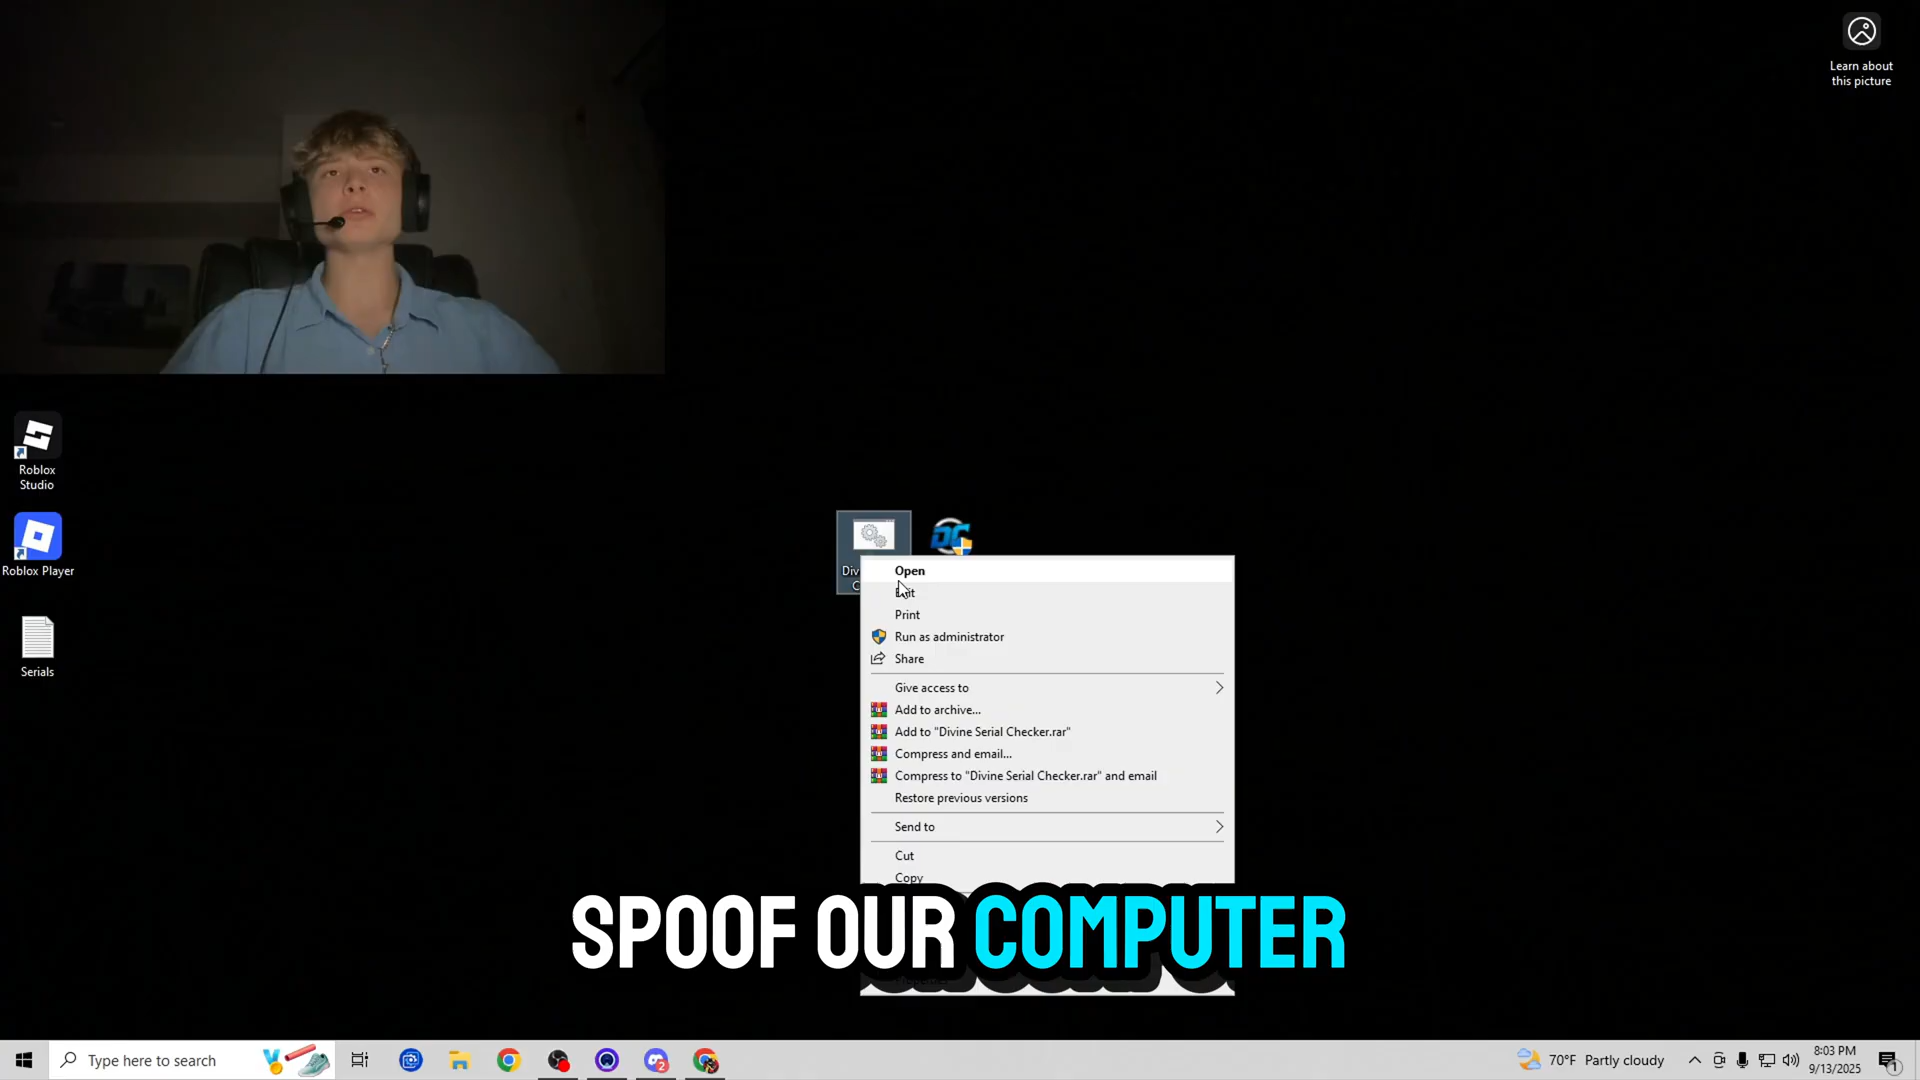 Learn about
this picture
Roblox
Studio
Roblox Player
Serials
DC
Open
Print
Run as administrator
Share
Give access to
Add to archive...
Add to "Divine Serial Checker.rar"
Compress and email...
Compress to "Divine Serial Checker.rar" and email
Restore previous versions
Send to
Cut
Copy
SPOOF OUR COMPUTER
Type here to search
2
70°F Partly cloudy
8:03 PM
9/13/2025
1